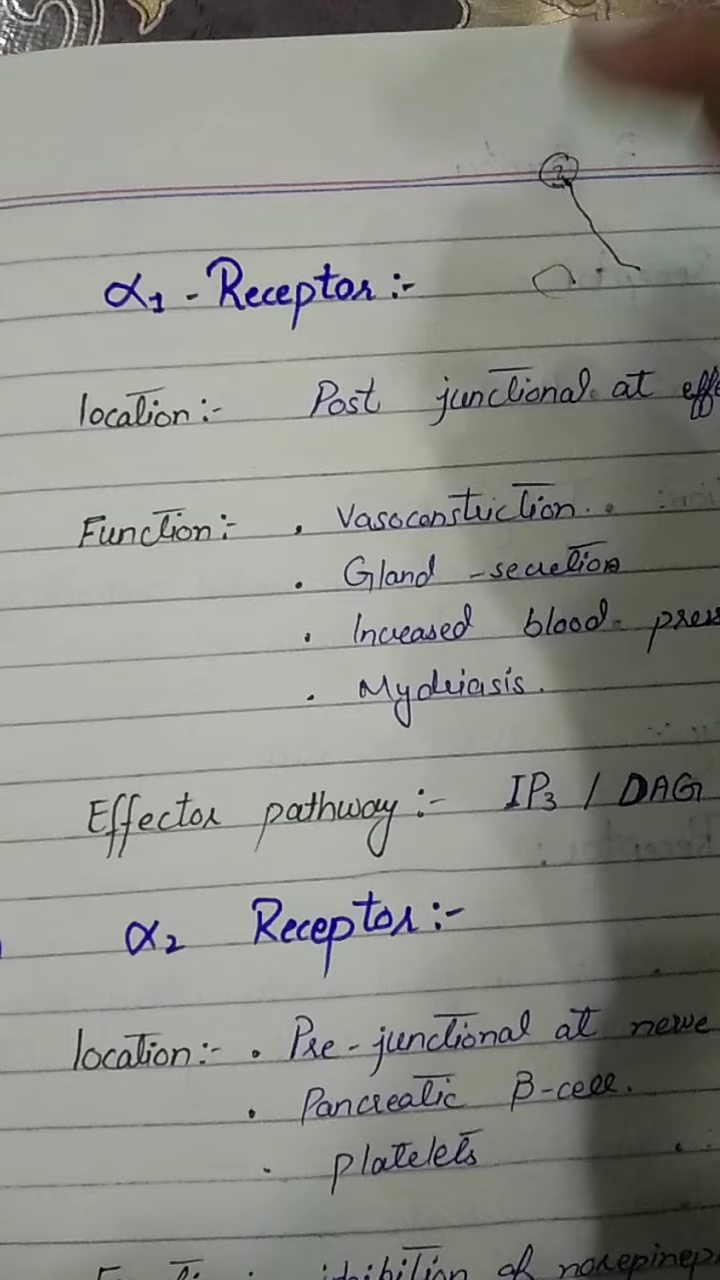 α1 - Receptor :-
location :- Post junctional at
Function :- . Vasoconstriction .
. Gland - secretion
. Increased blood
. Mydriasis .
Effector pathway :- IP3 / DAG
α2 Receptor :-
location :- . Pre - junctional at nerve
. Pancreatic β-cell .
. platelets
of